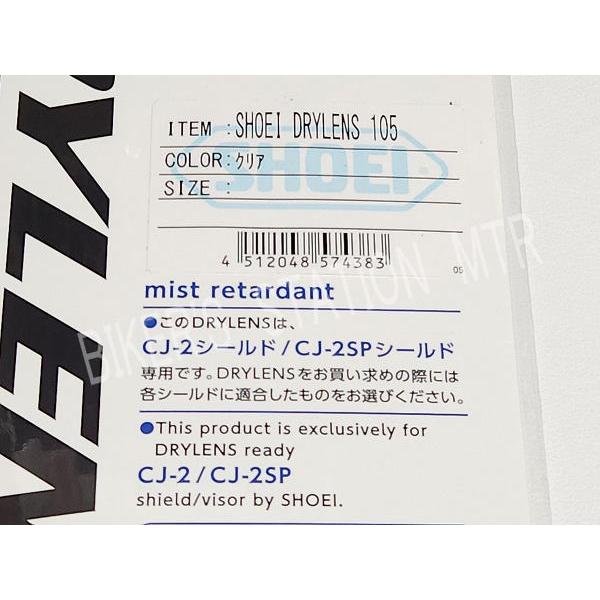 DRYLENS
ITEM :SHOEI DRYLENS 105
COLOR:クリア
SHOEI
SIZE :
4 512048 574383
09
mist retardant
●このDRYLENSは、
CJ-2シールド/CJ-2SPシールド
専用です。DRYLENSをお買い求めの際には
各シールドに適合したものをお選びください。
●This product is exclusively for
DRYLENS ready
CJ-2/CJ-2SP
shield/visor by SHOEI.
STATION MTR